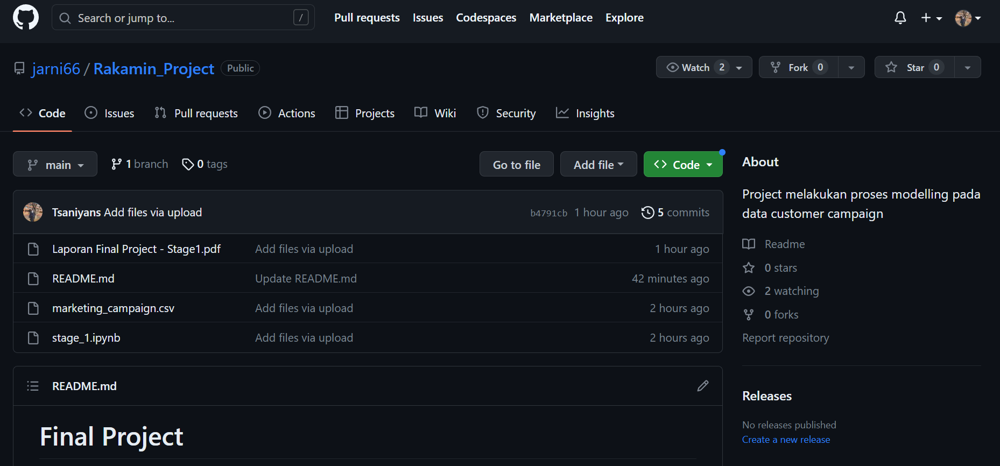 Search or jump to... /
Pull requests Issues Codespaces Marketplace Explore
jarni66 / Rakamin_Project Public
Watch 2 Fork 0 Star 0
Code Issues Pull requests Actions Projects Wiki Security Insights
main 1 branch 0 tags Go to file Add file Code
Tsaniyans Add files via upload b4791cb 1 hour ago 5 commits
Laporan Final Project - Stage1.pdf Add files via upload 1 hour ago
README.md Update README.md 42 minutes ago
marketing_campaign.csv Add files via upload 2 hours ago
stage_1.ipynb Add files via upload 2 hours ago
README.md
Final Project
About
Project melakukan proses modelling pada
data customer campaign
Readme
0 stars
2 watching
0 forks
Report repository
Releases
No releases published
Create a new release